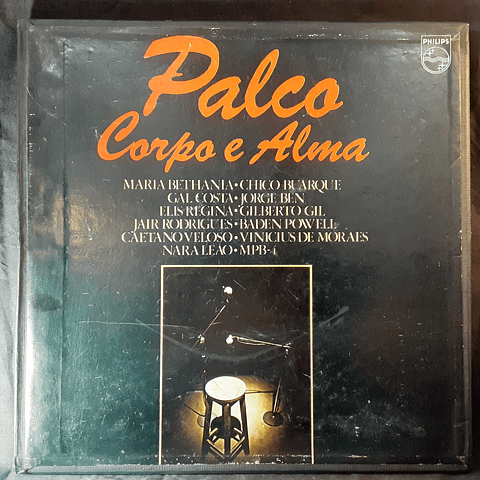 PHILIPS
Palco
Corpo e Alma
MARIA BETHANIA • CHICO BUARQUE
GAL COSTA • JORGE BEN
ELIS REGINA • GILBERTO GIL
JAIR RODRIGUES • BADEN POWELL
CAETANO VELOSO • VINICIUS DE MORAES
NARA LEÃO • MPB-4